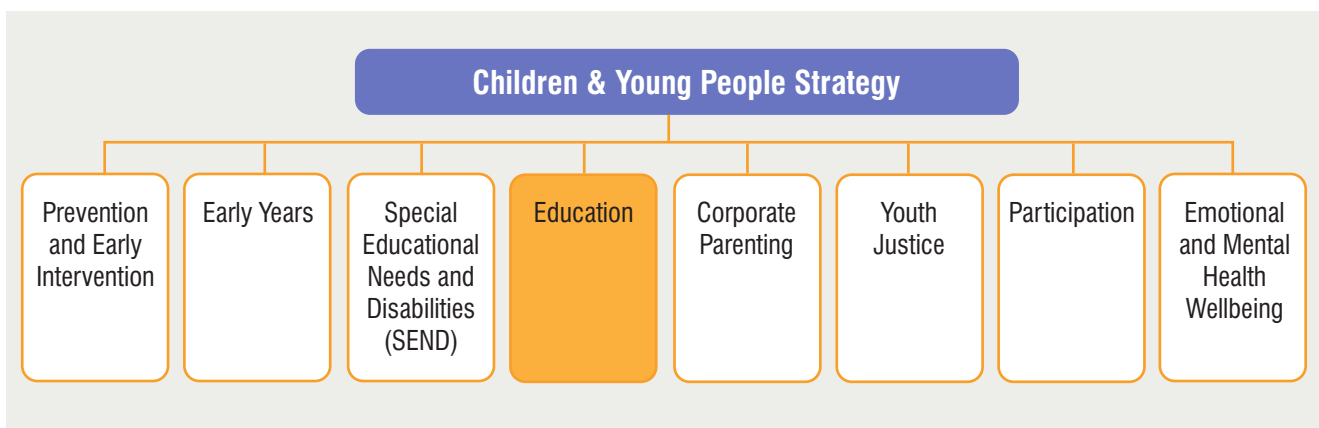 Children & Young People Strategy
Prevention
and Early
Intervention
Early Years
Special
Educational
Needs and
Disabilities
(SEND)
Education
Corporate
Parenting
Youth
Justice
Participation
Emotional
and Mental
Health
Wellbeing